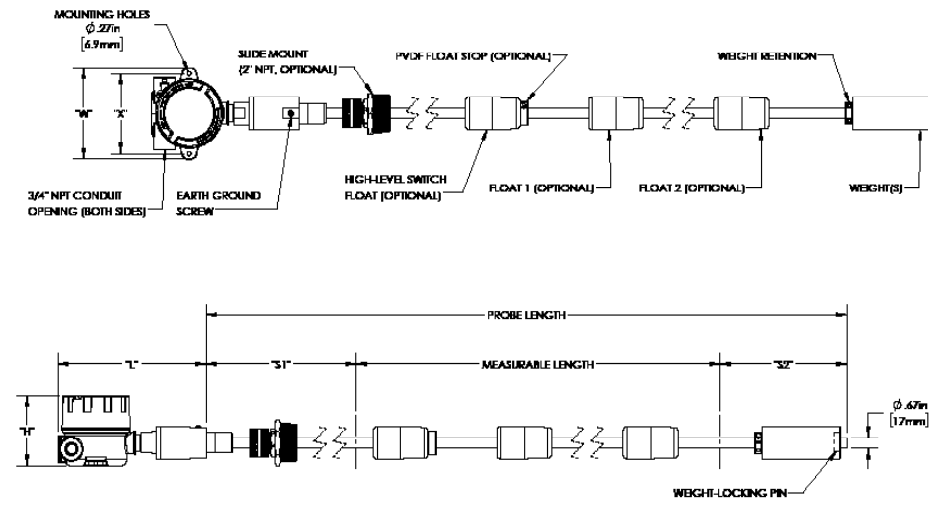 MOUNTING HOLES
Ø .27in
[6.9mm]
SLIDE MOUNT
(2" NPT, OPTIONAL)
PVDF FLOAT STOP (OPTIONAL)
WEIGHT RETENTION
"W"
"X"
3/4" NPT CONDUIT
OPENING (BOTH SIDES)
EARTH GROUND
SCREW
HIGH-LEVEL SWITCH
FLOAT (OPTIONAL)
FLOAT 1 (OPTIONAL)
FLOAT 2 (OPTIONAL)
WEIGHT(S)
PROBE LENGTH
"L"
"S1"
MEASURABLE LENGTH
"S2"
"H"
Ø .67in
[17mm]
WEIGHT-LOCKING PIN